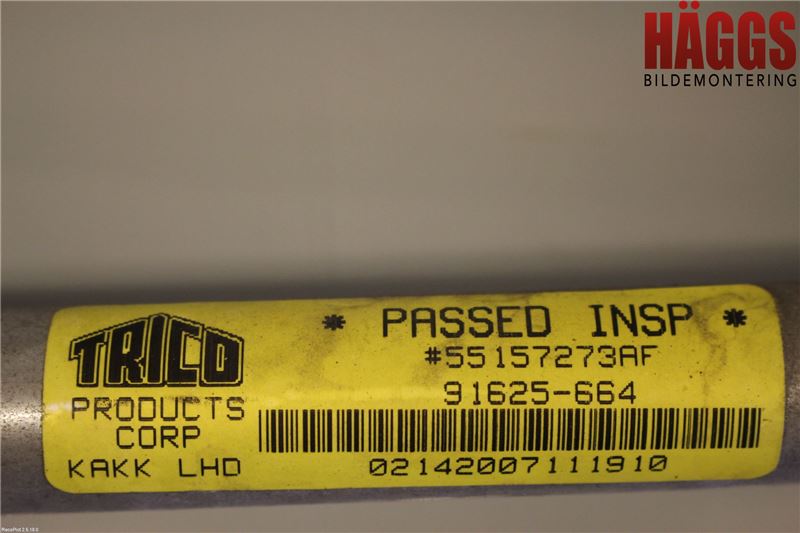 HÄGGS
BILDEMONTERING
TRICO
PRODUCTS
CORP
KAKK LHD
* PASSED INSP *
#55157273AF
91625-664
02142007111910